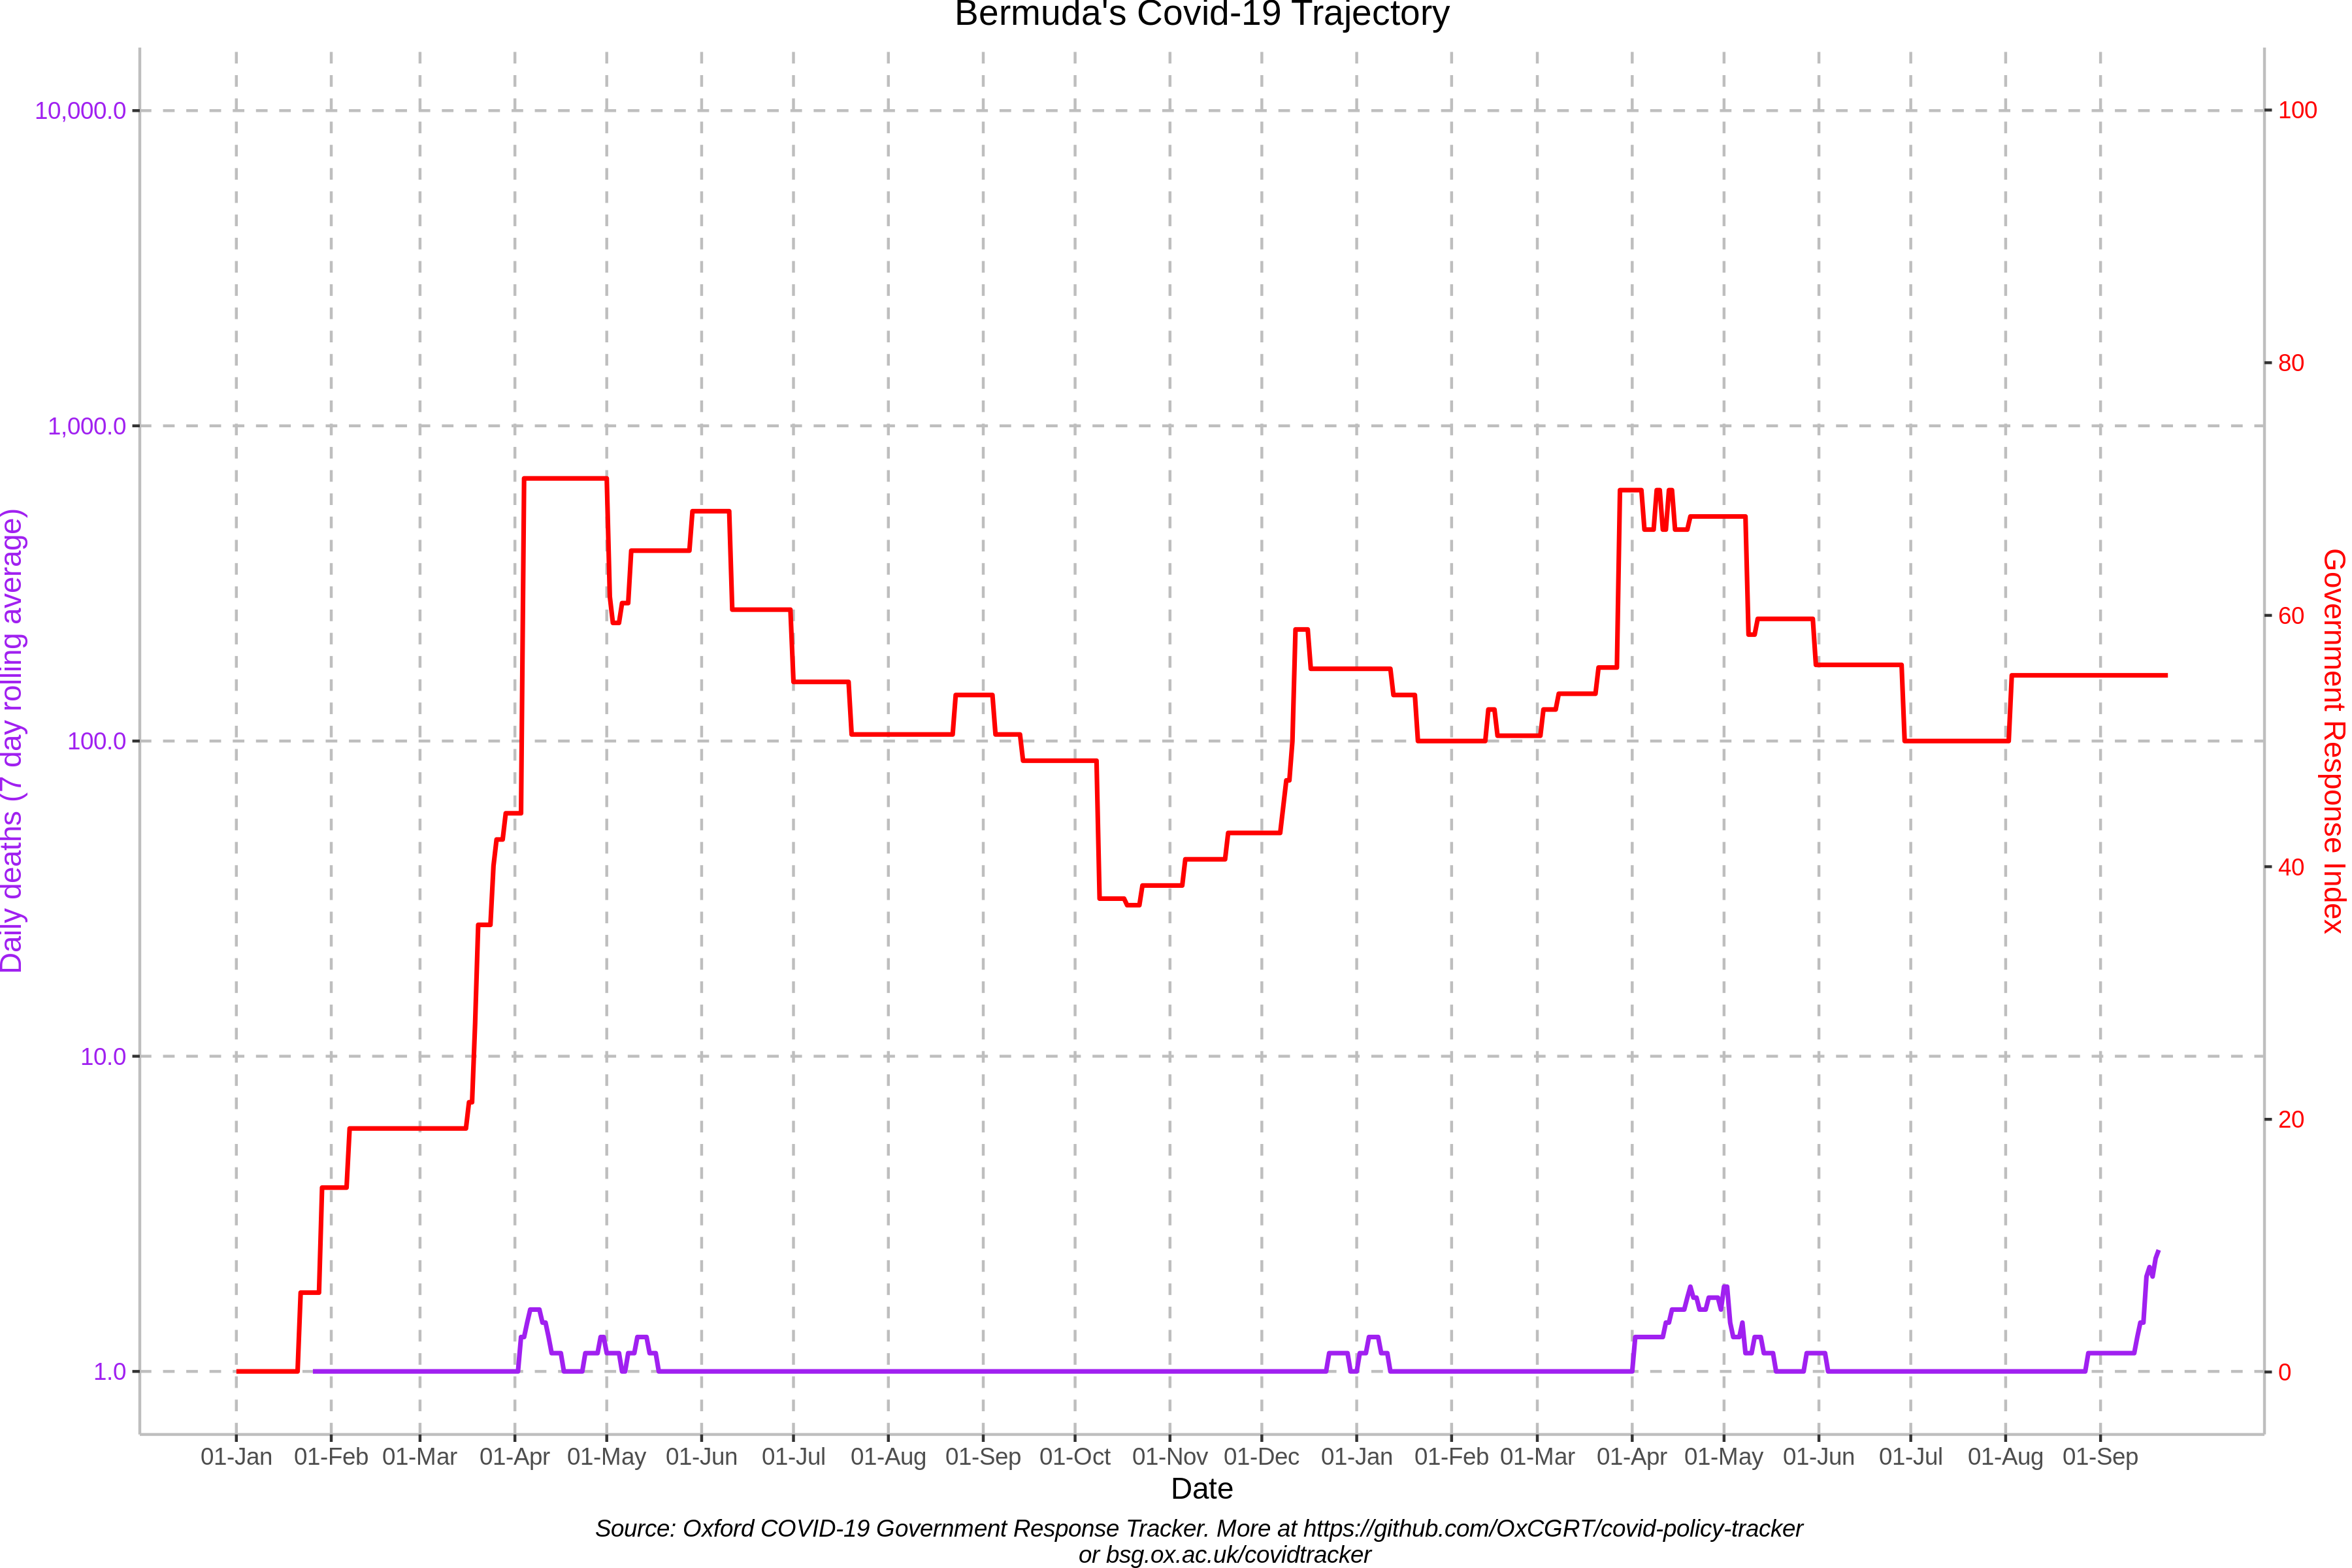 Bermuda's Covid-19 Trajectory
10,000.0
1,000.0
100.0
10.0
1.0
Daily deaths (7 day rolling average)
100
80
60
40
20
0
Government Response Index
01-Jan 01-Feb 01-Mar 01-Apr 01-May 01-Jun 01-Jul 01-Aug 01-Sep 01-Oct 01-Nov 01-Dec 01-Jan 01-Feb 01-Mar 01-Apr 01-May 01-Jun 01-Jul 01-Aug 01-Sep
Date
Source: Oxford COVID-19 Government Response Tracker. More at https://github.com/OxCGRT/covid-policy-tracker
or bsg.ox.ac.uk/covidtracker